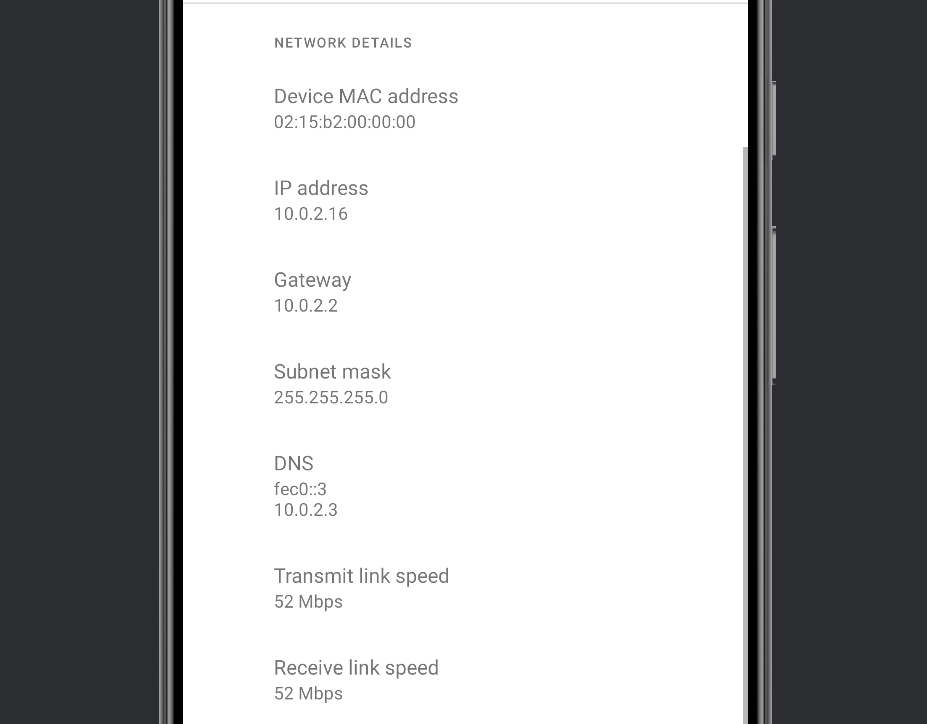 NETWORK DETAILS
Device MAC address
02:15:b2:00:00:00
IP address
10.0.2.16
Gateway
10.0.2.2
Subnet mask
255.255.255.0
DNS
fec0::3
10.0.2.3
Transmit link speed
52 Mbps
Receive link speed
52 Mbps